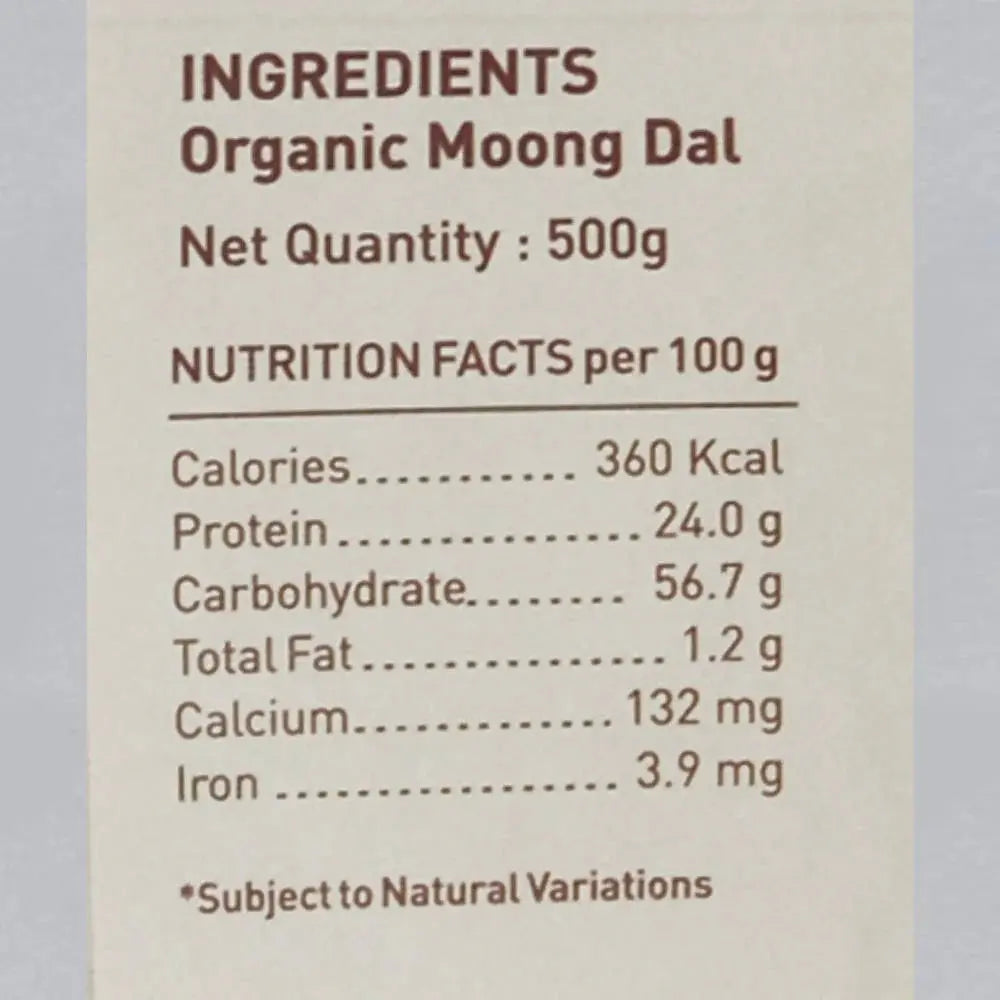 INGREDIENTS
Organic Moong Dal
Net Quantity : 500g
NUTRITION FACTS per 100 g
Calories........... 360 Kcal
Protein ............... 24.0 g
Carbohydrate........ 56.7 g
Total Fat ............... 1.2 g
Calcium............. 132 mg
Iron ................. 3.9 mg
*Subject to Natural Variations